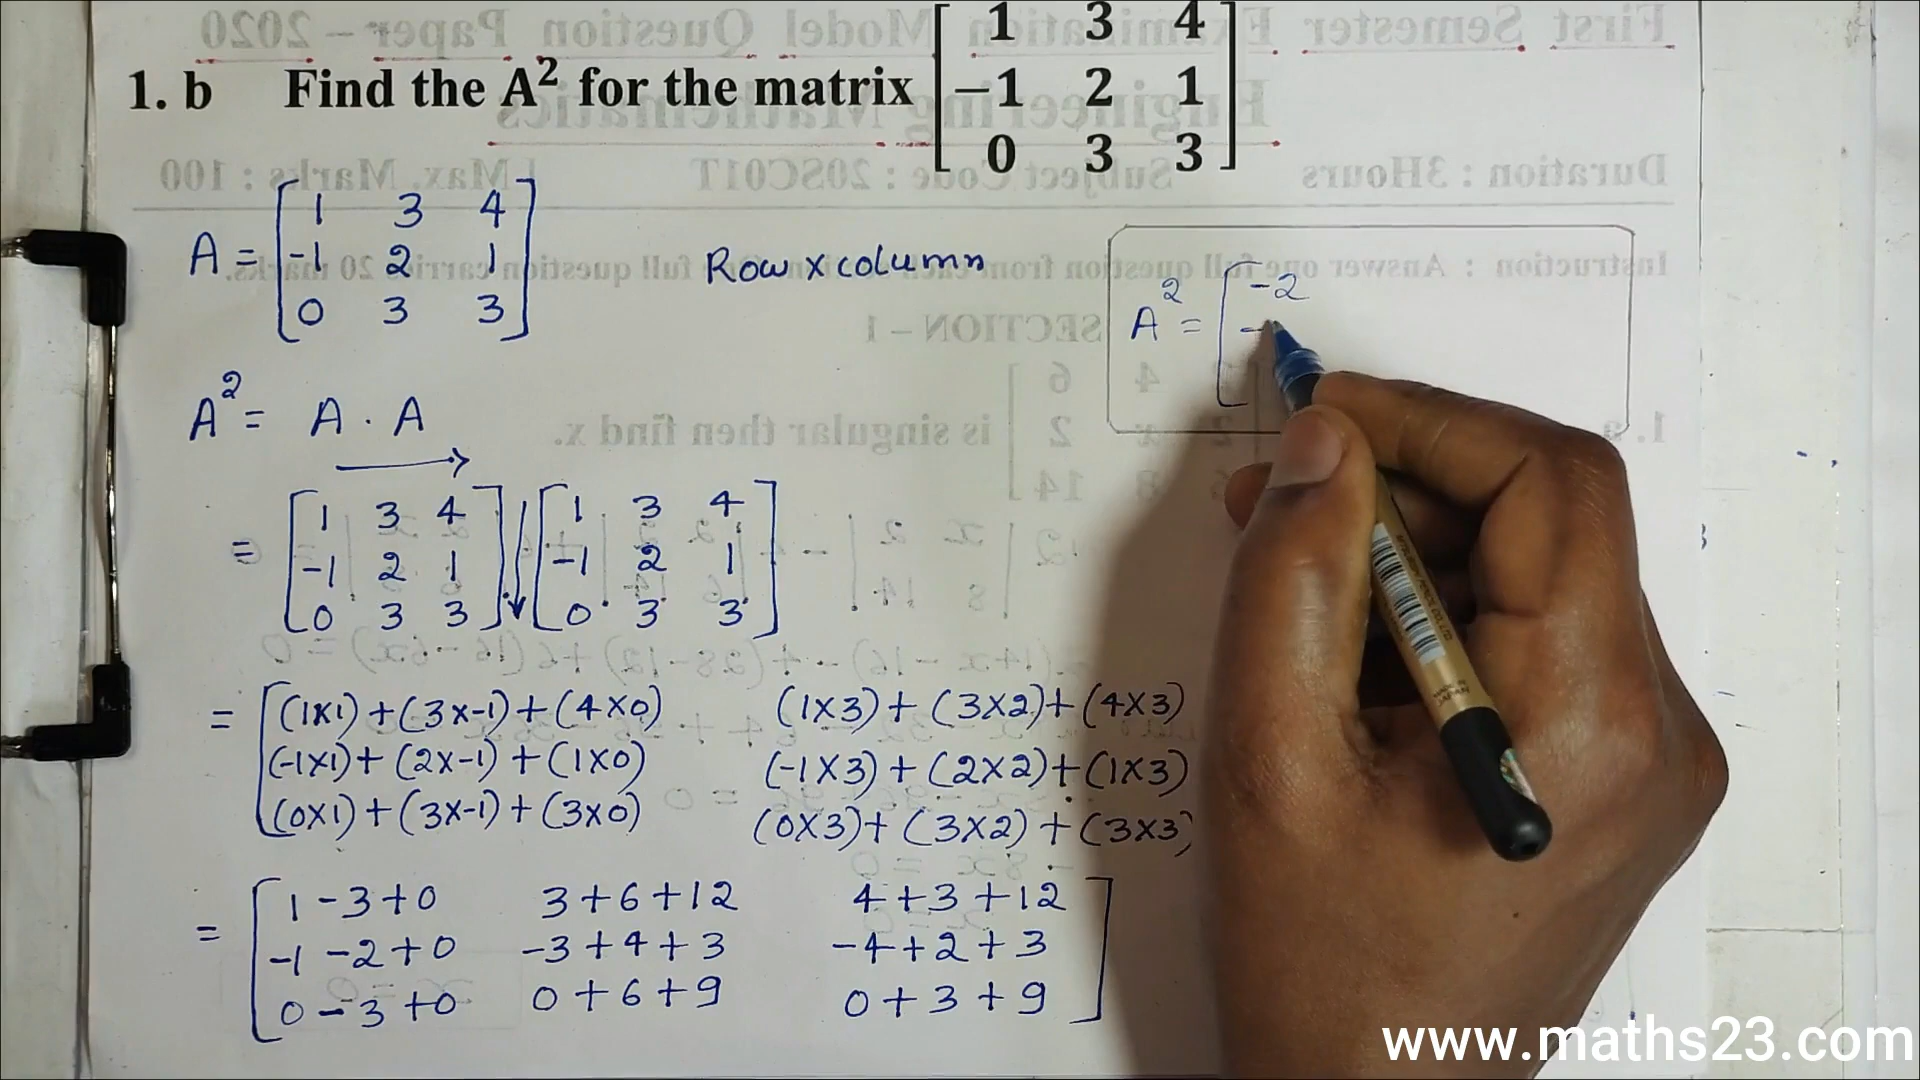 1. b Find the A² for the matrix [1 3 4
-1 2 1
0 3 3]
A = [1 3 4
-1 2 1
0 3 3]
Row x column
A² = [-2
-
A² = A . A
= [1 3 4
-1 2 1
0 3 3] [1 3 4
-1 2 1
0 3 3]
= [(1x1)+(3x-1)+(4x0) (1x3)+(3x2)+(4x3)
(-1x1)+(2x-1)+(1x0) (-1x3)+(2x2)+(1x3)
(0x1)+(3x-1)+(3x0) (0x3)+(3x2)+(3x3)
= [1-3+0 3+6+12 4+3+12
-1-2+0 -3+4+3 -4+2+3
0-3+0 0+6+9 0+3+9]
www.maths23.com